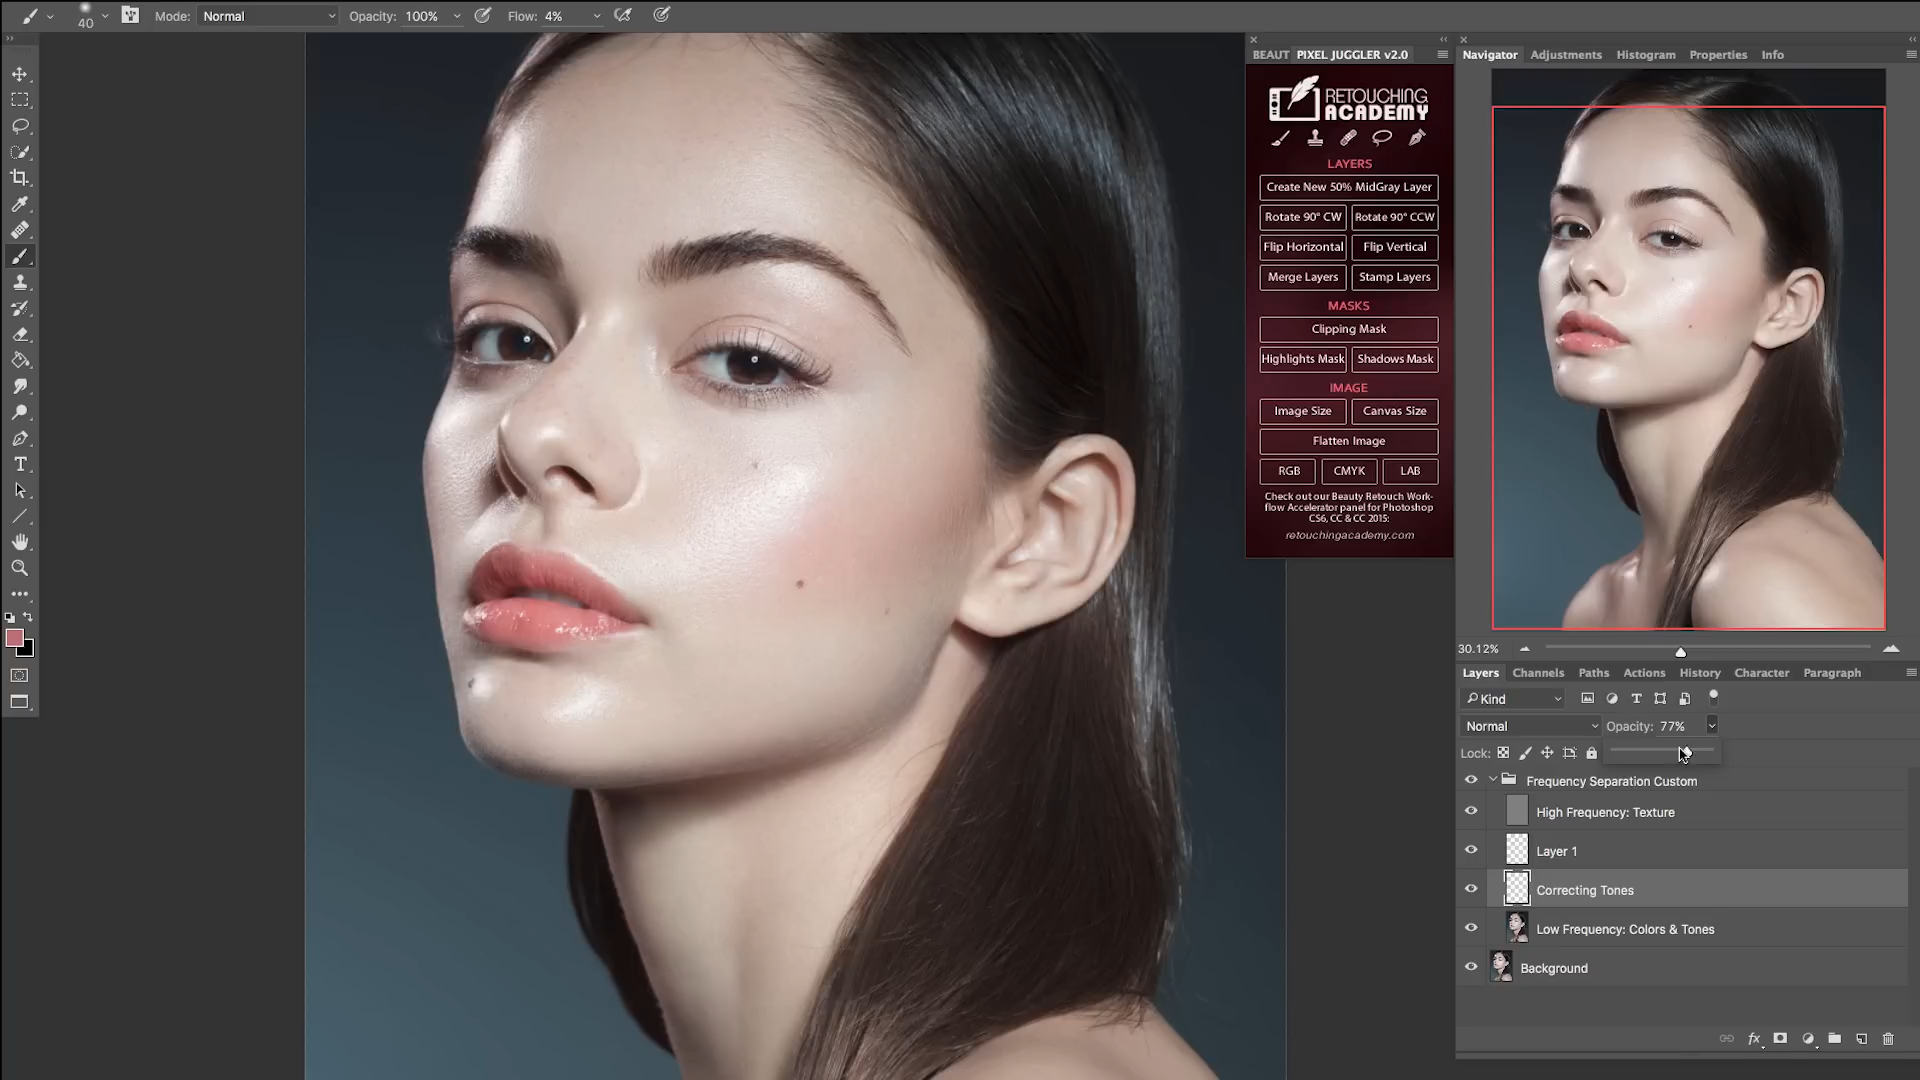 40
Mode: Normal
Opacity: 100%
Flow: 4%
BEAUT PIXEL JUGGLER v2.0
RETOUCHING
ACADEMY
LAYERS
Create New 50% MidGray Layer
Rotate 90° CW Rotate 90° CCW
Flip Horizontal Flip Vertical
Merge Layers Stamp Layers
MASKS
Clipping Mask
Highlights Mask Shadows Mask
IMAGE
Image Size Canvas Size
Flatten Image
RGB CMYK LAB
Check out our Beauty Retouch Work-
flow Accelerator panel for Photoshop
CS6, CC & CC 2015:
retouchingacademy.com
Navigator Adjustments Histogram Properties Info
30.12%
Layers Channels Paths Actions History Character Paragraph
Kind
Normal Opacity: 77%
Lock:
Frequency Separation Custom
High Frequency: Texture
Layer 1
Correcting Tones
Low Frequency: Colors & Tones
Background
fx